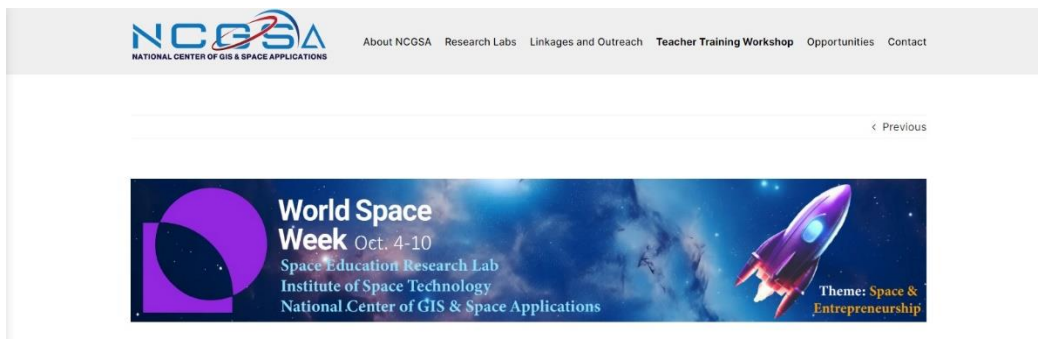 NCGSA
NATIONAL CENTER OF GIS & SPACE APPLICATIONS
About NCGSA Research Labs Linkages and Outreach Teacher Training Workshop Opportunities Contact
< Previous
World Space
Week Oct. 4-10
Space Education Research Lab
Institute of Space Technology
National Center of GIS & Space Applications
Theme: Space &
Entrepreneurship